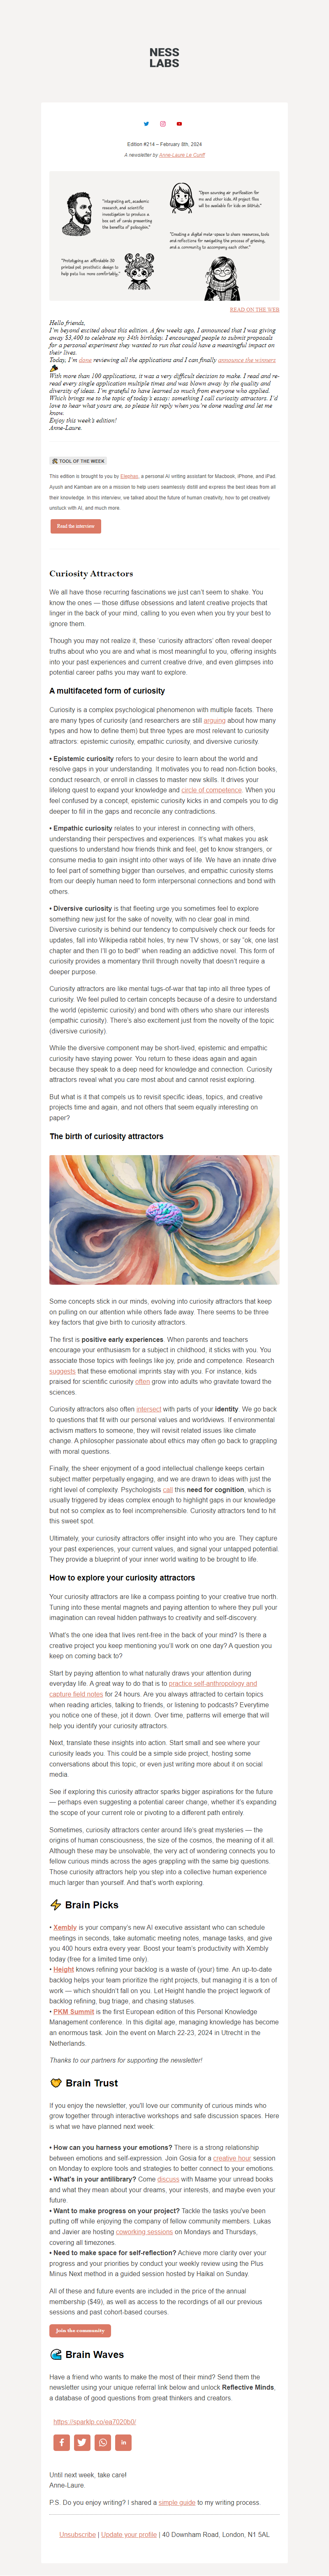 NESS
LABS
Edition #214 – February 8th, 2024
A newsletter by Anne-Laure Le Cunff
"Integrating art, academic
research, and scientific
investigation to produce a
box set of cards presenting
the benefits of psilocybin."
"Open sourcing air purification for
me and other kids. All project files
will be available for kids on GitHub."
"Creating a digital meta-space to share resources, bots
and reflections for navigating the process of grieving,
and a community to accompany each other."
"Prototyping an affordable 3D
printed pet prosthetic design to
help pets live more comfortably."
READ ON THE WEB
Hello friends,
I'm beyond excited about this edition. A few weeks ago, I announced that I was giving
away $3,400 to celebrate my 34th birthday. I encouraged people to submit proposals
for a personal experiment they wanted to run that could have a meaningful impact on
their lives.
Today, I'm done reviewing all the applications and I can finally announce the winners
With more than 100 applications, it was a very difficult decision to make. I read and re-
read every single application multiple times and was blown away by the quality and
diversity of ideas. I'm grateful to have learned so much from everyone who applied.
Which brings me to the topic of today's essay: something I call curiosity attractors. I'd
love to hear what yours are, so please hit reply when you're done reading and let me
know.
Enjoy this week's edition!
Anne-Laure.
TOOL OF THE WEEK
This edition is brought to you by Elephas, a personal AI writing assistant for Macbook, iPhone, and iPad.
Ayush and Kamban are on a mission to help users seamlessly distill and express the best ideas from all
their knowledge. In this interview, we talked about the future of human creativity, how to get creatively
unstuck with AI, and much more.
Read the interview
Curiosity Attractors
We all have those recurring fascinations we just can't seem to shake. You
know the ones — those diffuse obsessions and latent creative projects that
linger in the back of your mind, calling to you even when you try your best to
ignore them.
Though you may not realize it, these 'curiosity attractors' often reveal deeper
truths about who you are and what is most meaningful to you, offering insights
into your past experiences and current creative drive, and even glimpses into
potential career paths you may want to explore.
A multifaceted form of curiosity
Curiosity is a complex psychological phenomenon with multiple facets. There
are many types of curiosity (and researchers are still arguing about how many
types and how to define them) but three types are most relevant to curiosity
attractors: epistemic curiosity, empathic curiosity, and diversive curiosity.
• Epistemic curiosity refers to your desire to learn about the world and
resolve gaps in your understanding. It motivates you to read non-fiction books,
conduct research, or enroll in classes to master new skills. It drives your
lifelong quest to expand your knowledge and circle of competence. When you
feel confused by a concept, epistemic curiosity kicks in and compels you to dig
deeper to fill in the gaps and reconcile any contradictions.
• Empathic curiosity relates to your interest in connecting with others,
understanding their perspectives and experiences. It's what makes you ask
questions to understand how friends think and feel, get to know strangers, or
consume media to gain insight into other ways of life. We have an innate drive
to feel part of something bigger than ourselves, and empathic curiosity stems
from our deeply human need to form interpersonal connections and bond with
others.
• Diversive curiosity is that fleeting urge you sometimes feel to explore
something new just for the sake of novelty, with no clear goal in mind.
Diversive curiosity is behind our tendency to compulsively check our feeds for
updates, fall into Wikipedia rabbit holes, try new TV shows, or say "ok, one last
chapter and then I'll go to bed!" when reading an addictive novel. This form of
curiosity provides a momentary thrill through novelty that doesn't require a
deeper purpose.
Curiosity attractors are like mental tugs-of-war that tap into all three types of
curiosity. We feel pulled to certain concepts because of a desire to understand
the world (epistemic curiosity) and bond with others who share our interests
(empathic curiosity). There's also excitement just from the novelty of the topic
(diversive curiosity).
While the diversive component may be short-lived, epistemic and empathic
curiosity have staying power. You return to these ideas again and again
because they speak to a deep need for knowledge and connection. Curiosity
attractors reveal what you care most about and cannot resist exploring.
But what is it that compels us to revisit specific ideas, topics, and creative
projects time and again, and not others that seem equally interesting on
paper?
The birth of curiosity attractors
Some concepts stick in our minds, evolving into curiosity attractors that keep
on pulling on our attention while others fade away. There seems to be three
key factors that give birth to curiosity attractors.
The first is positive early experiences. When parents and teachers
encourage your enthusiasm for a subject in childhood, it sticks with you. You
associate those topics with feelings like joy, pride and competence. Research
suggests that these emotional imprints stay with you. For instance, kids
praised for scientific curiosity often grow into adults who gravitate toward the
sciences.
Curiosity attractors also often intersect with parts of your identity. We go back
to questions that fit with our personal values and worldviews. If environmental
activism matters to someone, they will revisit related issues like climate
change. A philosopher passionate about ethics may often go back to grappling
with moral questions.
Finally, the sheer enjoyment of a good intellectual challenge keeps certain
subject matter perpetually engaging, and we are drawn to ideas with just the
right level of complexity. Psychologists call this need for cognition, which is
usually triggered by ideas complex enough to highlight gaps in our knowledge
but not so complex as to feel incomprehensible. Curiosity attractors tend to hit
this sweet spot.
Ultimately, your curiosity attractors offer insight into who you are. They capture
your past experiences, your current values, and signal your untapped potential.
They provide a blueprint of your inner world waiting to be brought to life.
How to explore your curiosity attractors
Your curiosity attractors are like a compass pointing to your creative true north.
Tuning into these mental magnets and paying attention to where they pull your
imagination can reveal hidden pathways to creativity and self-discovery.
What's the one idea that lives rent-free in the back of your mind? Is there a
creative project you keep mentioning you'll work on one day? A question you
keep on coming back to?
Start by paying attention to what naturally draws your attention during
everyday life. A great way to do that is to practice self-anthropology and
capture field notes for 24 hours. Are you always attracted to certain topics
when reading articles, talking to friends, or listening to podcasts? Everytime
you notice one of these, jot it down. Over time, patterns will emerge that will
help you identify your curiosity attractors.
Next, translate these insights into action. Start small and see where your
curiosity leads you. This could be a simple side project, hosting some
conversations about this topic, or even just writing more about it on social
media.
See if exploring this curiosity attractor sparks bigger aspirations for the future
— perhaps even suggesting a potential career change, whether it's expanding
the scope of your current role or pivoting to a different path entirely.
Sometimes, curiosity attractors center around life's great mysteries — the
origins of human consciousness, the size of the cosmos, the meaning of it all.
Although these may be unsolvable, the very act of wondering connects you to
fellow curious minds across the ages grappling with the same big questions.
Those curiosity attractors help you step into a collective human experience
much larger than yourself. And that's worth exploring.
Brain Picks
• Xembly is your company's new AI executive assistant who can schedule
meetings in seconds, take automatic meeting notes, manage tasks, and save
you 400 hours extra every year. Boost your team's productivity with Xembly
today (free for a limited time only).
• Height knows refining your backlog is a waste of (your) time. An up-to-date
backlog helps your team prioritize the right projects, but managing it is a ton of
work — which shouldn't fall on you. Let Height handle the project legwork of
backlog refining, bug triage, and chasing statuses.
• PKM Summit is the first European edition of this Personal Knowledge
Management conference. In this digital age, managing knowledge has become
an enormous task. Join the event on March 22-23, 2024 in Utrecht in the
Netherlands.
Thanks to our partners for supporting the newsletter!
Brain Trust
If you enjoy the newsletter, you'll love our community of curious minds who
grow together through interactive workshops and safe discussion spaces. Here
is what we have planned next week:
• How can you harness your emotions? There is a strong relationship
between emotions and self-expression. Join Gosia for a creative hour session
on Monday to explore tools and strategies to better connect to your emotions.
• What's in your antilibrary? Come discuss with Maame your unread books
and what they mean about your dreams, your interests, and maybe even your
future.
• Want to make progress on your project? Tackle the tasks you've been
putting off while enjoying the company of fellow community members. Lukas
and Javier are hosting coworking sessions on Mondays and Thursdays,
covering all timezones.
• Need to make space for self-reflection? Achieve more clarity over your
progress and your priorities by conduct your weekly review using the Plus
Minus Next method in a guided session hosted by Haikal on Sunday.
All of these and future events are included in the price of the annual
membership ($49), as well as access to the recordings of all our previous
sessions and past cohort-based courses.
Join the community
Brain Waves
Have a friend who wants to make the most of their mind? Send them the
newsletter using your unique referral link below and unlock Reflective Minds,
a database of good questions from great thinkers and creators.
https://sparklp.co/ea7020b0/
Until next week, take care!
Anne-Laure.
P.S. Do you enjoy writing? I shared a simple guide to my writing process.
Unsubscribe | Update your profile | 40 Downham Road, London, N1 5AL